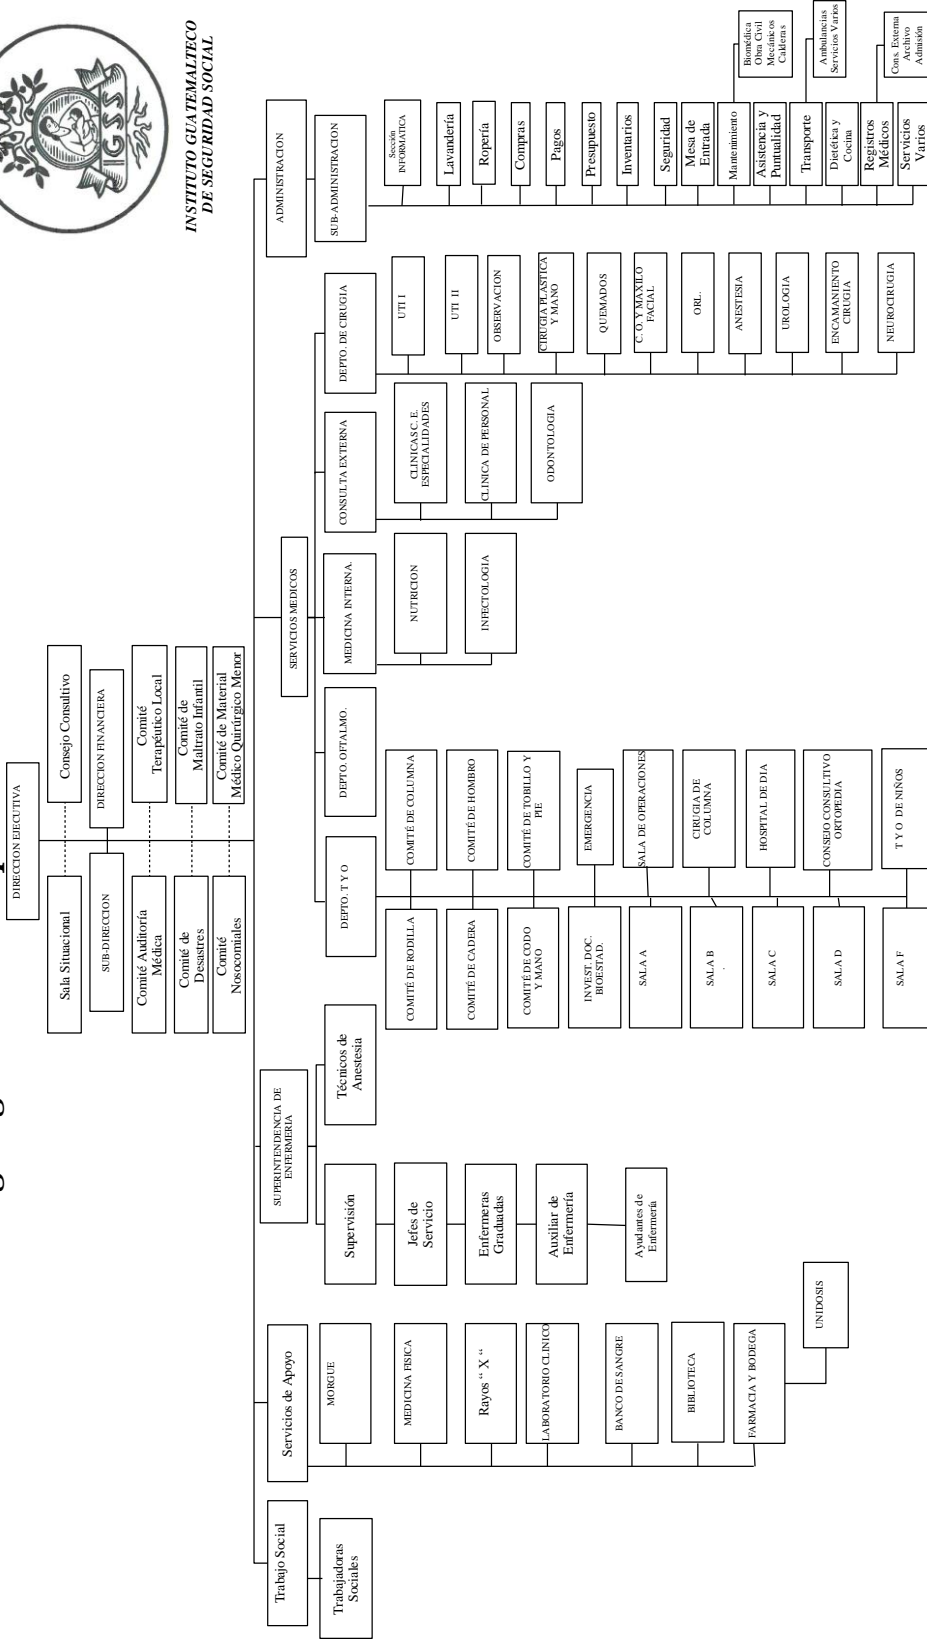 IGSS
INSTITUTO GUATEMALTECO
DE SEGURIDAD SOCIAL
DIRECCION EJECUTIVA
Sala Situacional
Consejo Consultivo
SUB-DIRECCION
DIRECCION FINANCIERA
Comité Auditoría
Médica
Comité
Terapéutico Local
Comité de
Desastres
Comité de
Maltrato Infantil
Comité
Nosocomiales
Comité de Material
Médico Quirúrgico Menor
Trabajo Social
Trabajadoras
Sociales
Servicios de Apoyo
MORGUE
MEDICINA FISICA
Rayos “ X “
LABORATORIO CLINICO
BANCO DE SANGRE
BIBLIOTECA
FARMACIA Y BODEGA
UNIDOSIS
SUPERINTENDENCIA DE
ENFERMERIA
Supervisión
Jefes de
Servicio
Enfermeras
Graduadas
Auxiliar de
Enfermería
Ayudantes de
Enfermería
Técnicos de
Anestesia
SERVICIOS MEDICOS
DEPTO. T Y O
COMITÉ DE RODILLA
COMITÉ DE COLUMNA
COMITÉ DE CADERA
COMITÉ DE HOMBRO
COMITÉ DE CODO
Y MANO
COMITÉ DE TOBILLO Y
PIE
INVEST. DOC.
BIOESTAD.
EMERGENCIA
SALA A
SALA DE OPERACIONES
SALA B
.
CIRUGIA DE
COLUMNA
SALA C
HOSPITAL DE DIA
SALA D
CONSEJO CONSULTIVO
ORTOPEDIA
SALA F
T Y O DE NIÑOS
DEPTO. OFTALMO.
MEDICINA INTERNA.
NUTRICION
INFECTOLOGIA
CONSULTA EXTERNA
CLINICAS C. E.
ESPECIALIDADES
CLINICA DE PERSONAL
ODONTOLOGIA
DEPTO. DE CIRUGIA
UTI I
UTI II
OBSERVACION
CIRUGIA PLASTICA
Y MANO
QUEMADOS
C. O. Y MAXILO
FACIAL
ORL.
ANESTESIA
UROLOGIA
ENCAMAMIENTO
CIRUGIA
NEUROCIRUGIA
ADMINISTRACION
SUB-ADMINISTRACION
Sección
INFORMATICA
Lavandería
Ropería
Compras
Pagos
Presupuesto
Inventarios
Seguridad
Mesa de
Entrada
Mantenimiento
Biomédica
Obra Civil
Mecánicos
Calderas
Asistencia y
Puntualidad
Transporte
Ambulancias
Servicios Varios
Dietética y
Cocina
Registros
Médicos
Cons. Externa
Archivo
Admisión
Servicios
Varios